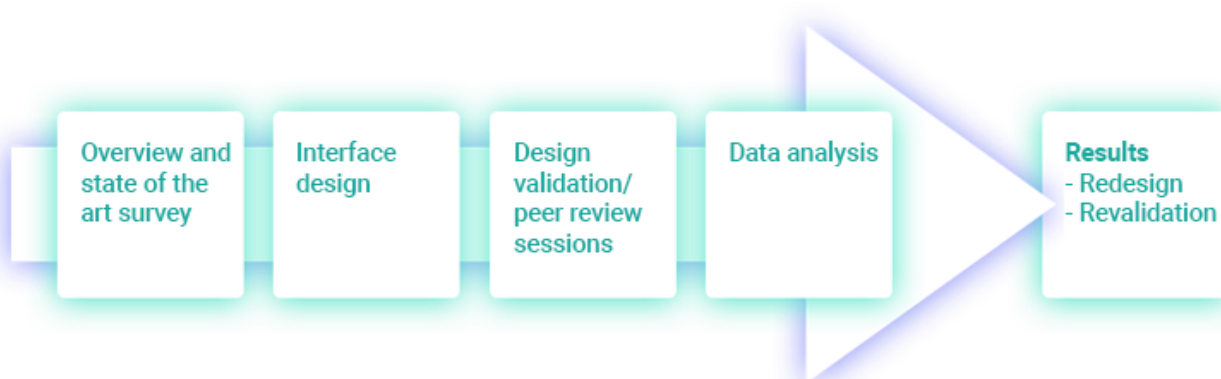 Overview and
state of the
art survey
Interface
design
Design
validation/
peer review
sessions
Data analysis
Results
- Redesign
- Revalidation